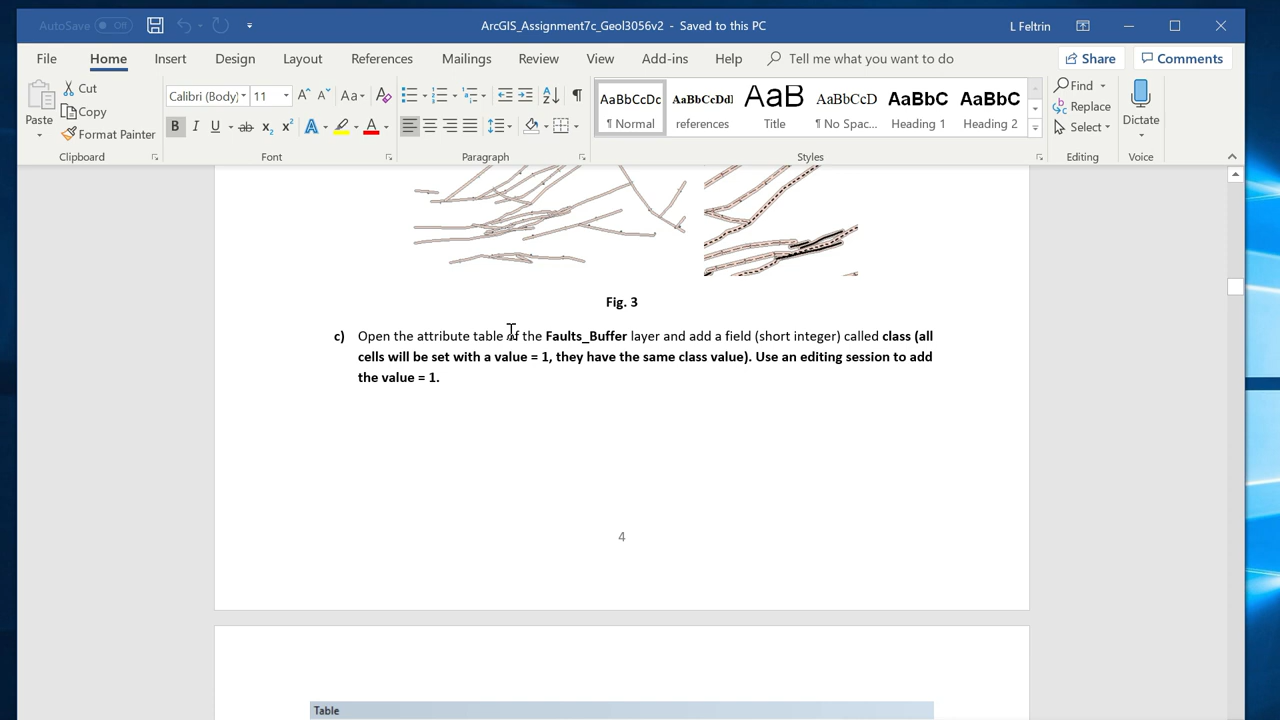 AutoSave Off ArcGIS_Assignment7c_Geol3056v2 - Saved to this PC L Feltrin
File Home Insert Design Layout References Mailings Review View Add-ins Help Tell me what you want to do Share Comments
Paste Cut Copy Format Painter
Calibri (Body) 11
AaBbCcDc AaBbCcDd AaB AaBbCcD AaBbC AaBbC
¶ Normal references Title ¶ No Spac... Heading 1 Heading 2
Find Replace Select
Dictate
Clipboard Font Paragraph Styles Editing Voice
Fig. 3
c) Open the attribute table of the Faults_Buffer layer and add a field (short integer) called class (all
cells will be set with a value = 1, they have the same class value). Use an editing session to add
the value = 1.
4
Table